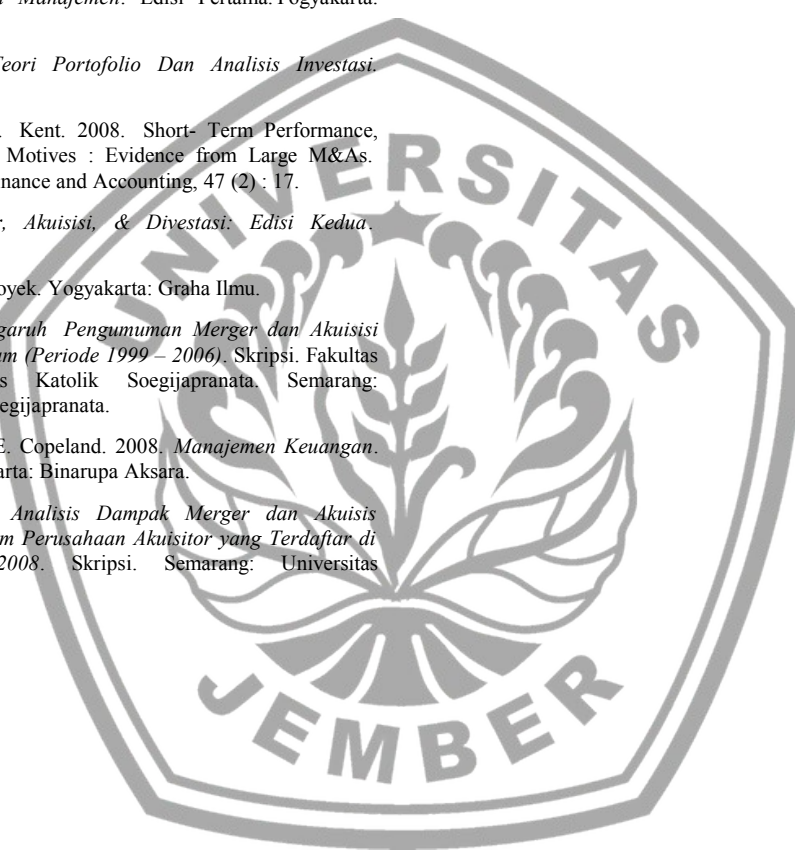 Manajemen. Edisi Pertama.Yogyakarta:
Teori Portofolio Dan Analisis Investasi.
Kent. 2008. Short- Term Performance,
Motives : Evidence from Large M&As.
nance and Accounting, 47 (2) : 17.
Akuisisi, & Divestasi: Edisi Kedua.
oyek. Yogyakarta: Graha Ilmu.
garuh Pengumuman Merger dan Akuisisi
m (Periode 1999 – 2006). Skripsi. Fakultas
s Katolik Soegijapranata. Semarang:
egijapranata.
E. Copeland. 2008. Manajemen Keuangan.
arta: Binarupa Aksara.
Analisis Dampak Merger dan Akuisis
m Perusahaan Akuisitor yang Terdaftar di
2008. Skripsi. Semarang: Universitas
UNIVERSITAS
JEMBER